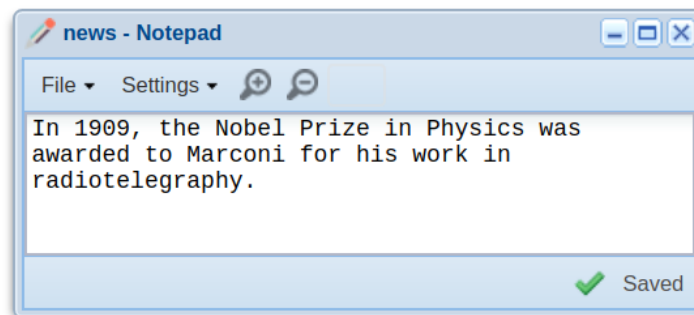 news - Notepad
File Settings
In 1909, the Nobel Prize in Physics was
awarded to Marconi for his work in
radiotelegraphy.
Saved